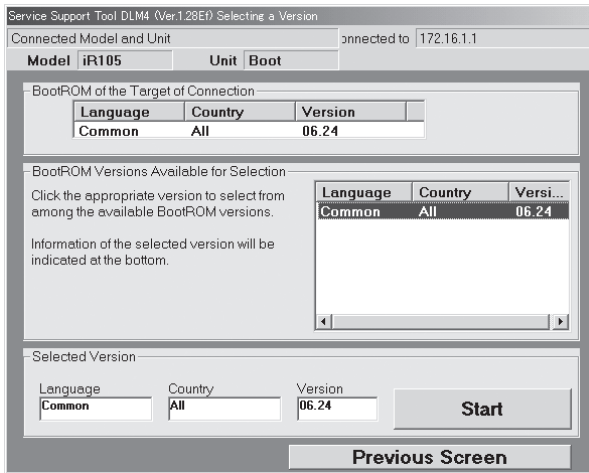 Service Support Tool DLM4 (Ver.1.28Ef) Selecting a Version
Connected Model and Unit
onnected to 172.16.1.1
Model iR105 Unit Boot
BootROM of the Target of Connection
Language Country Version
Common All 06.24
BootROM Versions Available for Selection
Click the appropriate version to select from
among the available BootROM versions.
Information of the selected version will be
indicated at the bottom.
Language Country Versi...
Common All 06.24
Selected Version
Language Country Version
Common All 06.24
Start
Previous Screen